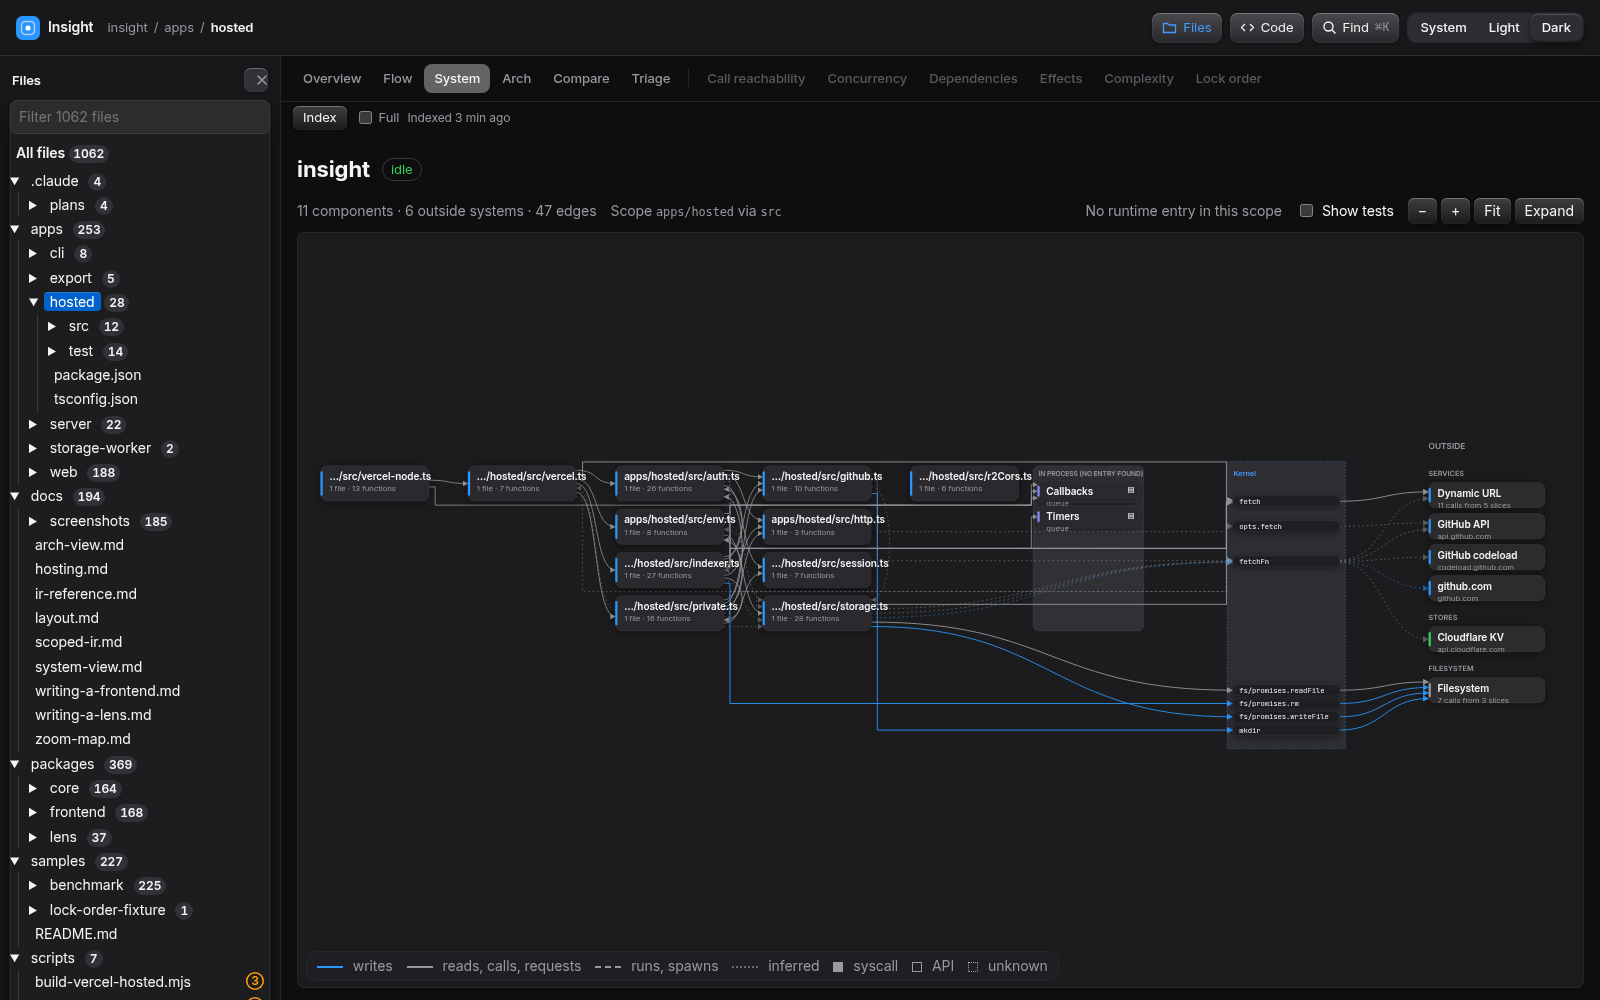 Insight
insight / apps / hosted
Files
Code
Find ⌘K
System
Light
Dark
Files
Filter 1062 files
All files 1062
.claude 4
plans 4
apps 253
cli 8
export 5
hosted 28
src 12
test 14
package.json
tsconfig.json
server 22
storage-worker 2
web 188
docs 194
screenshots 185
arch-view.md
hosting.md
ir-reference.md
layout.md
scoped-ir.md
system-view.md
writing-a-frontend.md
writing-a-lens.md
zoom-map.md
packages 369
core 164
frontend 168
lens 37
samples 227
benchmark 225
lock-order-fixture 1
README.md
scripts 7
build-vercel-hosted.mjs 3
Overview
Flow
System
Arch
Compare
Triage
Call reachability
Concurrency
Dependencies
Effects
Complexity
Lock order
Index
Full
Indexed 3 min ago
insight
idle
11 components · 6 outside systems · 47 edges
Scope apps/hosted via src
No runtime entry in this scope
Show tests
−
+
Fit
Expand
.../src/vercel-node.ts
1 file · 13 functions
.../hosted/src/vercel.ts
1 file · 7 functions
apps/hosted/src/auth.ts
1 file · 26 functions
apps/hosted/src/env.ts
1 file · 8 functions
.../hosted/src/indexer.ts
1 file · 27 functions
.../hosted/src/private.ts
1 file · 16 functions
.../hosted/src/github.ts
1 file · 10 functions
apps/hosted/src/http.ts
1 file · 3 functions
.../hosted/src/session.ts
1 file · 7 functions
.../hosted/src/storage.ts
1 file · 28 functions
.../hosted/src/r2Cors.ts
1 file · 6 functions
IN PROCESS (NO ENTRY FOUND)
Callbacks
queue
Timers
queue
Kernel
fetch
opts.fetch
fetchFn
fs/promises.readFile
fs/promises.rm
fs/promises.writeFile
mkdir
OUTSIDE
SERVICES
Dynamic URL
11 calls from 5 slices
GitHub API
api.github.com
GitHub codeload
codeload.github.com
github.com
github.com
STORES
Cloudflare KV
api.cloudflare.com
FILESYSTEM
Filesystem
7 calls from 3 slices
writes
reads, calls, requests
runs, spawns
inferred
syscall
API
unknown